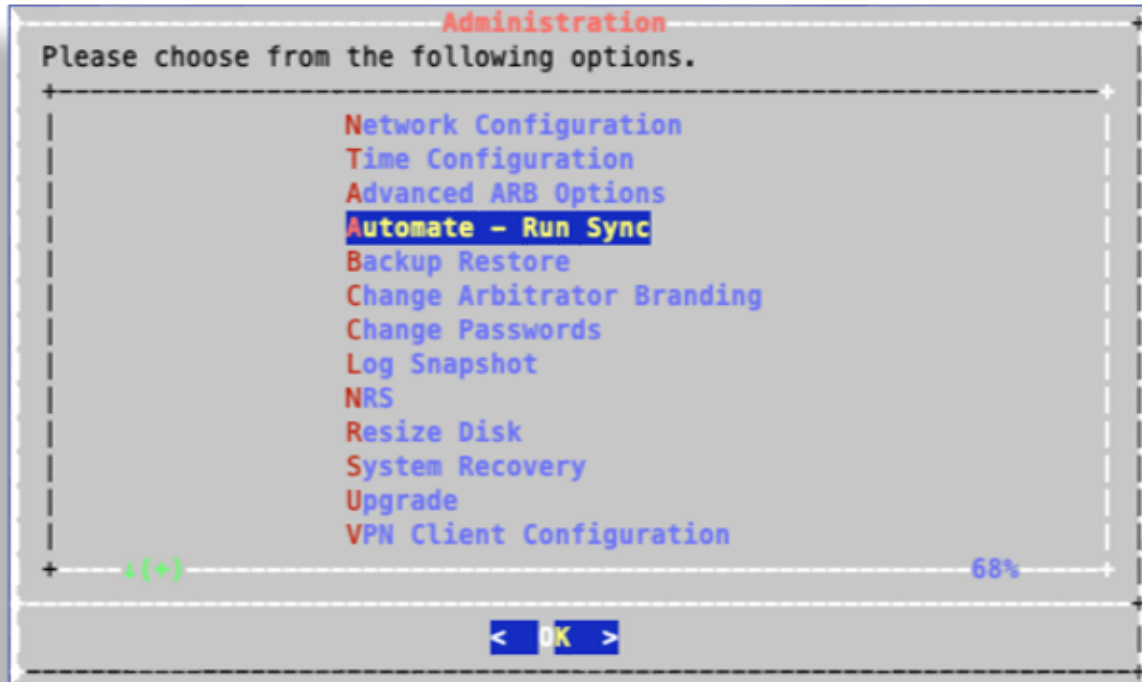 Administration
Please choose from the following options.
Network Configuration
Time Configuration
Advanced ARB Options
Automate – Run Sync
Backup Restore
Change Arbitrator Branding
Change Passwords
Log Snapshot
NRS
Resize Disk
System Recovery
Upgrade
VPN Client Configuration
↓(+) 68%
< OK >